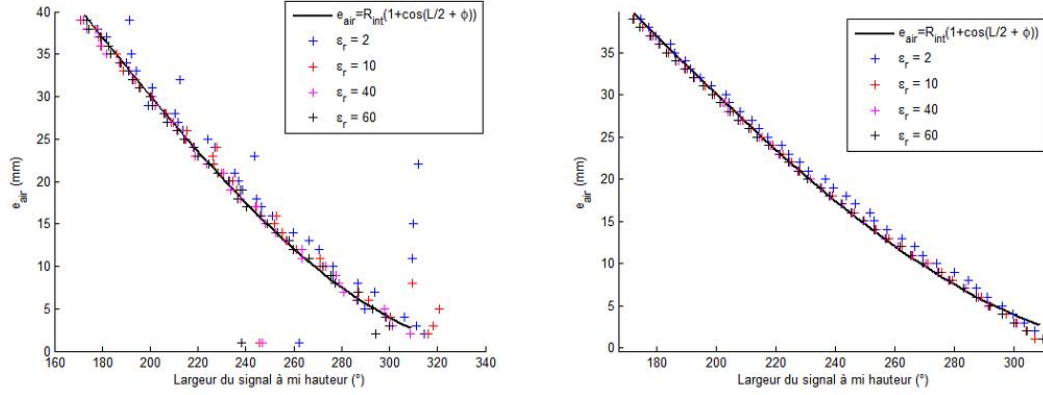 40
35
30
25
20
15
10
5
0
e_air (mm)
160 180 200 220 240 260 280 300 320 340
Largeur du signal à mi hauteur (°)
e_air=R_int(1+cos(L/2 + ϕ))
ε_r = 2
ε_r = 10
ε_r = 40
ε_r = 60
35
30
25
20
15
10
5
0
e_air (mm)
180 200 220 240 260 280 300
Largeur du signal à mi hauteur (°)
e_air=R_int(1+cos(L/2 + ϕ))
ε_r = 2
ε_r = 10
ε_r = 40
ε_r = 60